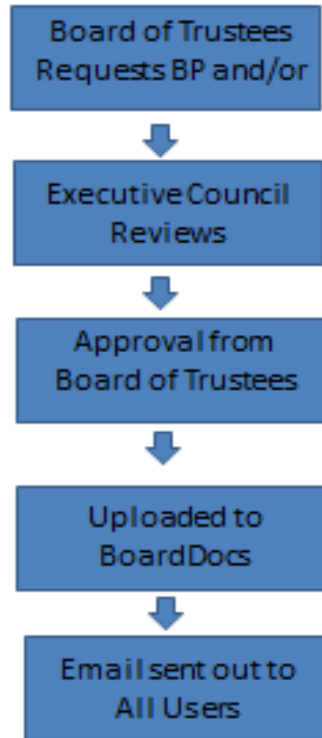 Board of Trustees
Requests BP and/or
Executive Council
Reviews
Approval from
Board of Trustees
Uploaded to
BoardDocs
Email sent out to
All Users